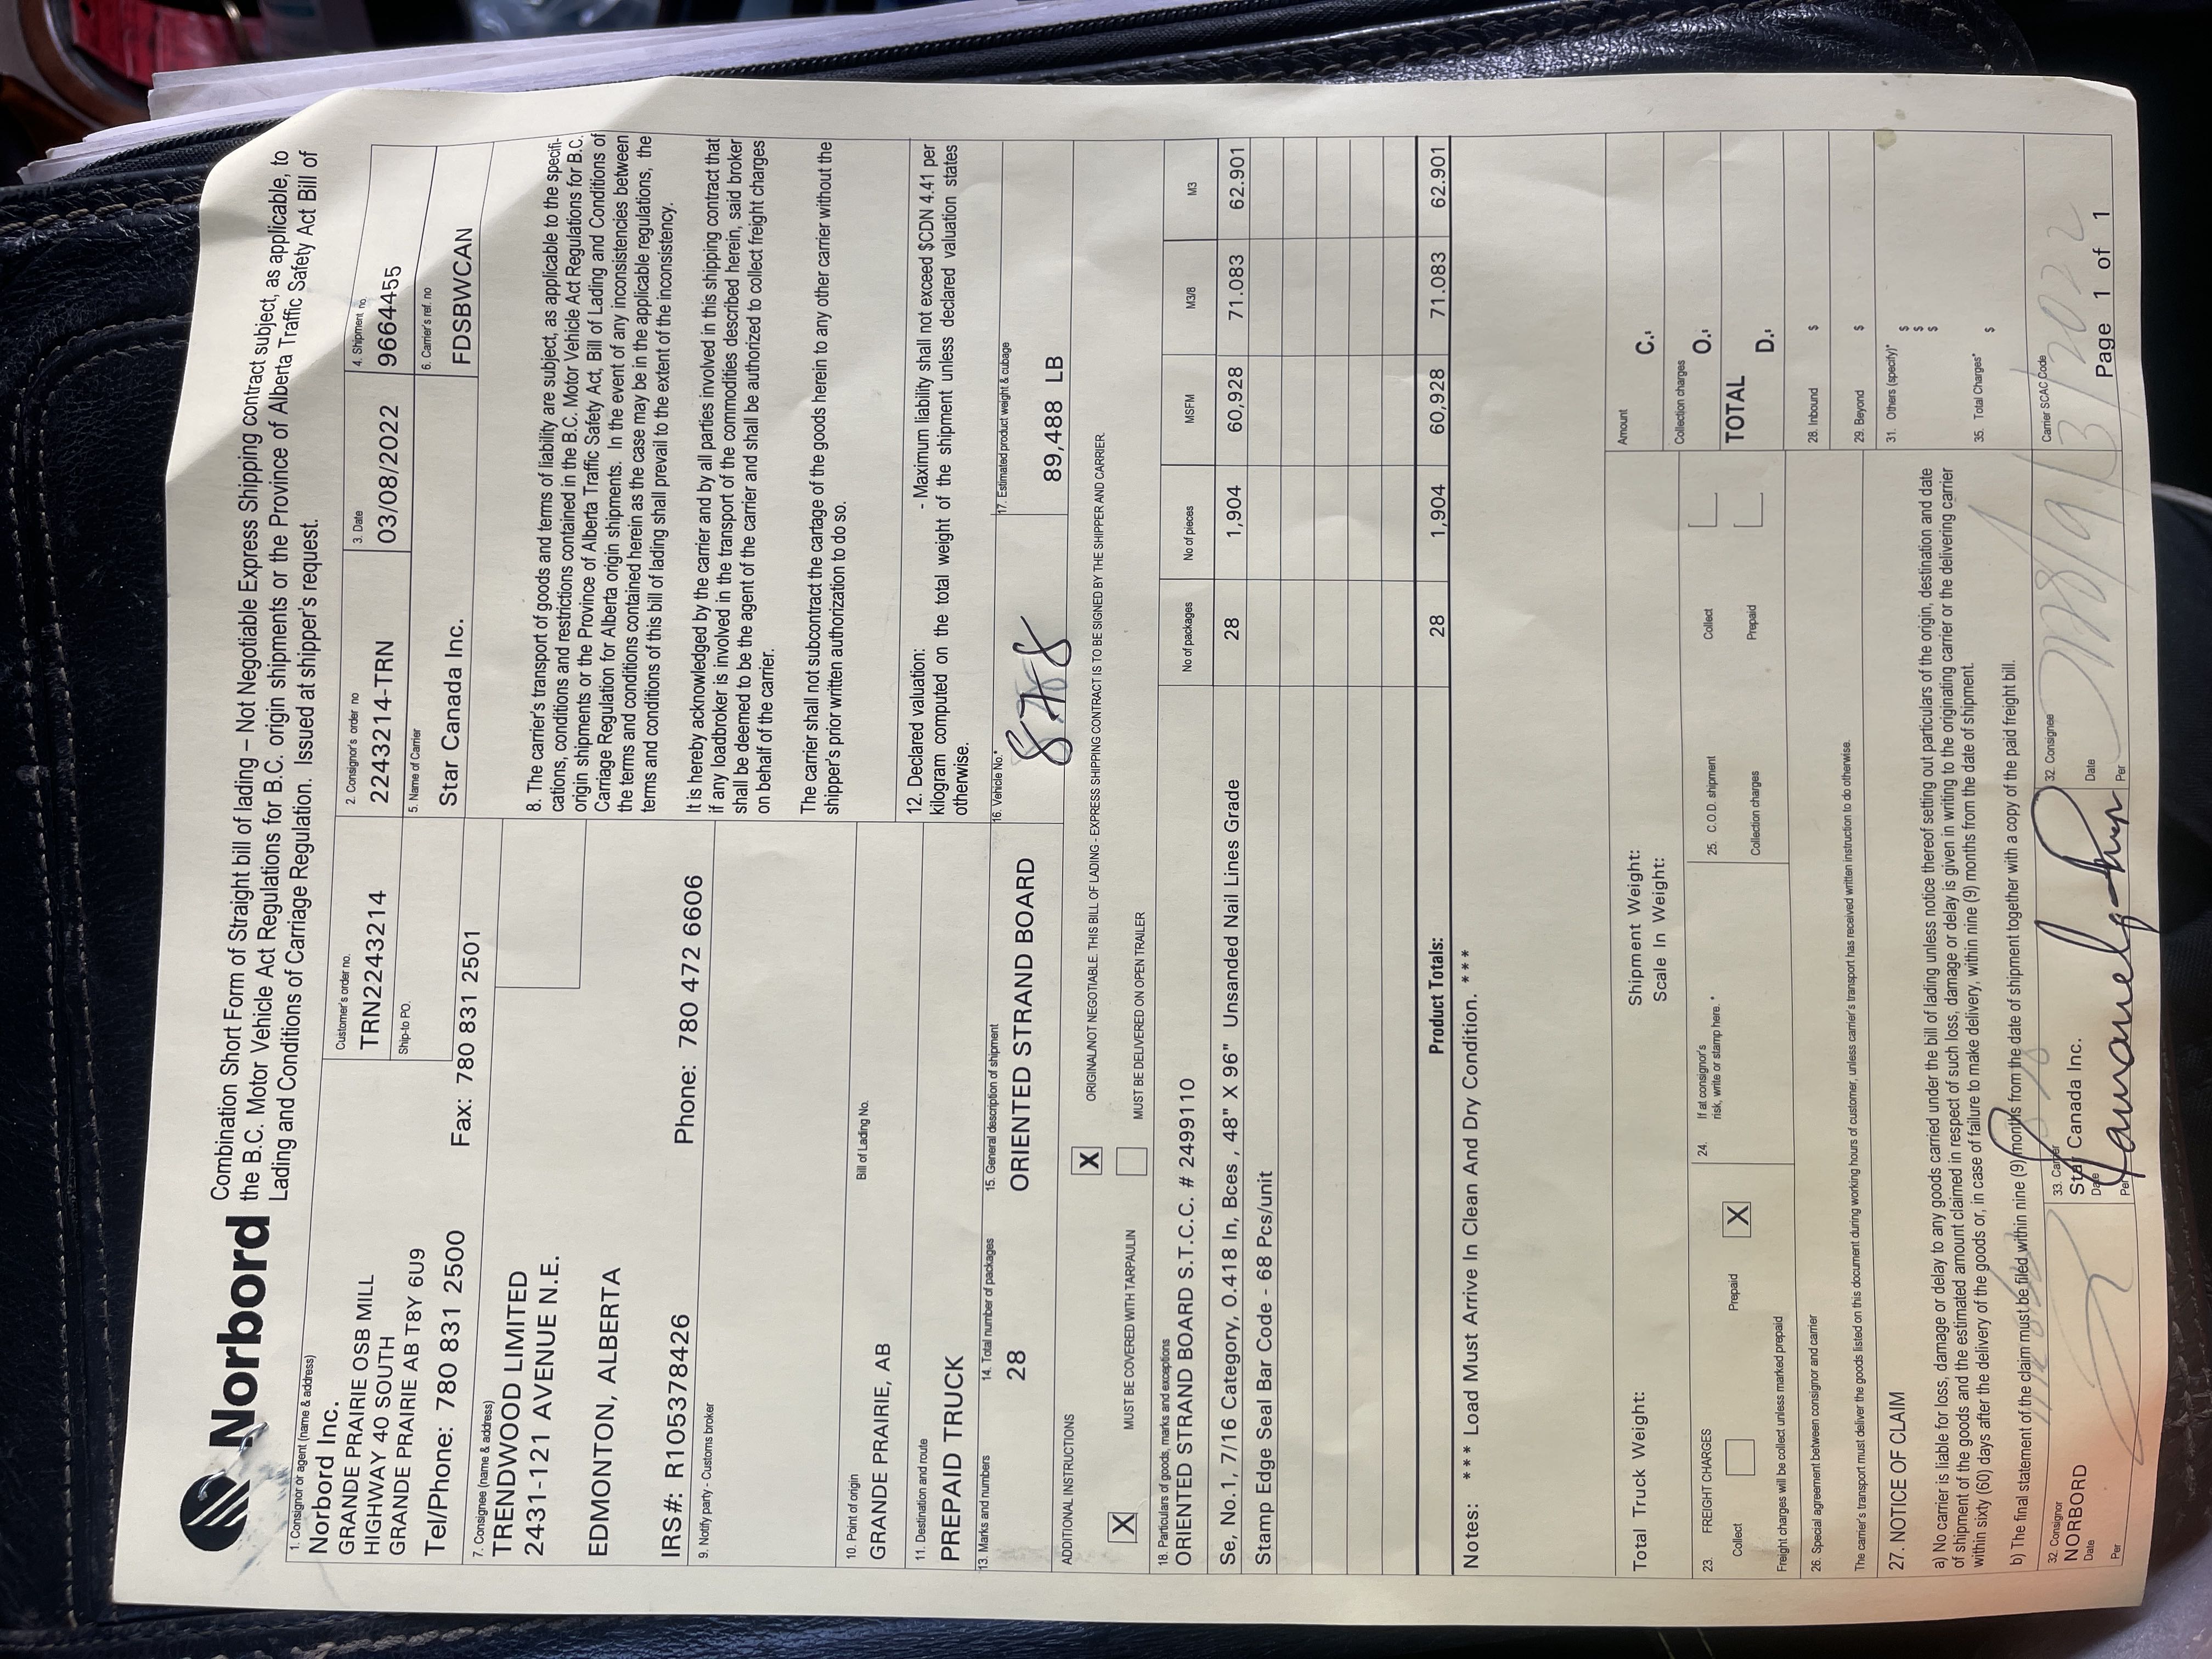 Norbord
Combination Short Form of Straight bill of lading – Not Negotiable Express Shipping contract subject, as applicable, to
the B.C. Motor Vehicle Act Regulations for B.C. origin shipments or the Province of Alberta Traffic Safety Act Bill of
Lading and Conditions of Carriage Regulation. Issued at shipper's request.
1. Consignor or agent (name & address)
Norbord Inc.
GRANDE PRAIRIE OSB MILL
HIGHWAY 40 SOUTH
GRANDE PRAIRIE AB T8Y 6U9
Tel/Phone: 780 831 2500 Fax: 780 831 2501
Customer's order no.
TRN2243214
2. Consignor's order no
2243214-TRN
3. Date
03/08/2022
4. Shipment no.
9664455
Ship-to PO.
5. Name of Carrier
Star Canada Inc.
6. Carrier's ref. no
FDSBWCAN
7. Consignee (name & address)
TRENDWOOD LIMITED
2431-121 AVENUE N.E.
EDMONTON, ALBERTA
IRS#: R105378426 Phone: 780 472 6606
8. The carrier's transport of goods and terms of liability are subject, as applicable to the specifi-
cations, conditions and restrictions contained in the B.C. Motor Vehicle Act Regulations for B.C.
origin shipments or the Province of Alberta Traffic Safety Act, Bill of Lading and Conditions of
Carriage Regulation for Alberta origin shipments. In the event of any inconsistencies between
the terms and conditions contained herein as the case may be in the applicable regulations, the
terms and conditions of this bill of lading shall prevail to the extent of the inconsistency.
It is hereby acknowledged by the carrier and by all parties involved in this shipping contract that
if any loadbroker is involved in the transport of the commodities described herein, said broker
shall be deemed to be the agent of the carrier and shall be authorized to collect freight charges
on behalf of the carrier.
The carrier shall not subcontract the cartage of the goods herein to any other carrier without the
shipper's prior written authorization to do so.
9. Notify party - Customs broker
10. Point of origin Bill of Lading No.
GRANDE PRAIRIE, AB
11. Destination and route
PREPAID TRUCK
12. Declared valuation: - Maximum liability shall not exceed $CDN 4.41 per
kilogram computed on the total weight of the shipment unless declared valuation states
otherwise.
13. Marks and numbers
14. Total number of packages
28
15. General description of shipment
ORIENTED STRAND BOARD
16. Vehicle No.*
878
17. Estimated product weight & cubage
89,488 LB
ADDITIONAL INSTRUCTIONS
X ORIGINAL/NOT NEGOTIABLE. THIS BILL OF LADING - EXPRESS SHIPPING CONTRACT IS TO BE SIGNED BY THE SHIPPER AND CARRIER.
X MUST BE COVERED WITH TARPAULIN MUST BE DELIVERED ON OPEN TRAILER
18. Particulars of goods, marks and exceptions
ORIENTED STRAND BOARD S.T.C.C. # 2499110 No of packages No of pieces MSFM M3/8 M3
Se, No.1, 7/16 Category, 0.418 In, Bces , 48" X 96" Unsanded Nail Lines Grade 28 1,904 60,928 71.083 62.901
Stamp Edge Seal Bar Code - 68 Pcs/unit
Product Totals: 28 1,904 60,928 71.083 62.901
Notes: *** Load Must Arrive In Clean And Dry Condition. ***
Total Truck Weight: Shipment Weight:
Scale In Weight:
Amount
C.:
Collection charges
O.:
TOTAL
D.:
23. FREIGHT CHARGES
Collect Prepaid X
Freight charges will be collect unless marked prepaid
24. If at consignor's
risk, write or stamp here. *
25. C.O.D. shipment Collect
Collection charges Prepaid
26. Special agreement between consignor and carrier
The carrier's transport must deliver the goods listed on this document during working hours of customer, unless carrier's transport has received written instruction to do otherwise.
28. Inbound $
29. Beyond $
31. Others (specify)*
$
$
$
35. Total Charges*
$
27. NOTICE OF CLAIM
a) No carrier is liable for loss, damage or delay to any goods carried under the bill of lading unless notice thereof setting out particulars of the origin, destination and date
of shipment of the goods and the estimated amount claimed in respect of such loss, damage or delay is given in writing to the originating carrier or the delivering carrier
within sixty (60) days after the delivery of the goods or, in case of failure to make delivery, within nine (9) months from the date of shipment.
b) The final statement of the claim must be filed within nine (9) months from the date of shipment together with a copy of the paid freight bill.
32. Consignor
NORBORD
Date
Per
33. Carrier
Star Canada Inc.
Date
Per
32. Consignee
Date
Per
9/3/2022
Carrier SCAC Code
Page 1 of 1